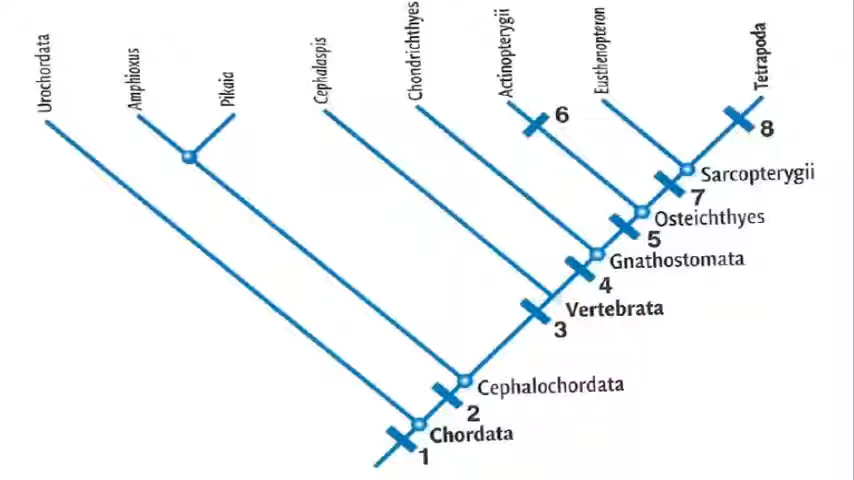 Urochordata
Amphioxus
Pikaia
Cephalaspis
Chondrichthyes
Actinopterygii
Eusthenopteron
Tetrapoda
6
8
Sarcopterygii
7
Osteichthyes
5
Gnathostomata
4
Vertebrata
3
Cephalochordata
2
Chordata
1